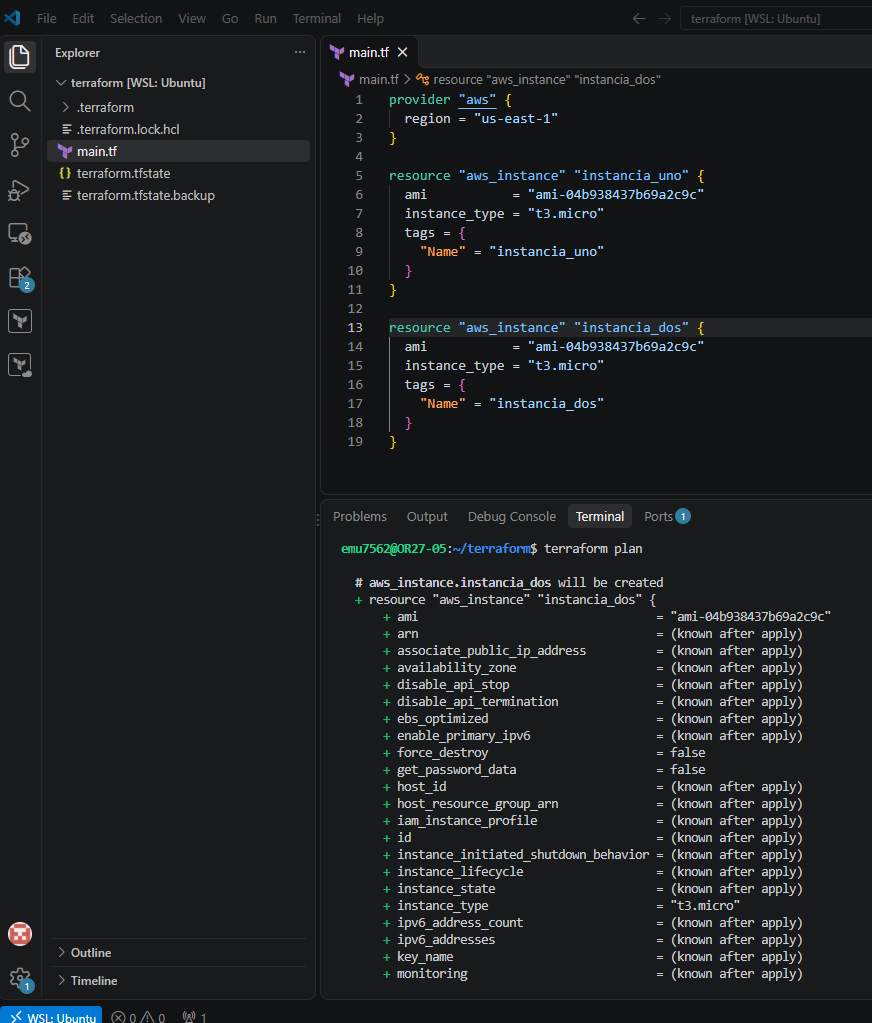 File Edit Selection View Go Run Terminal Help
terraform [WSL: Ubuntu]
Explorer
terraform [WSL: Ubuntu]
.terraform
.terraform.lock.hcl
main.tf
terraform.tfstate
terraform.tfstate.backup
2
Outline
Timeline
1
main.tf
main.tf > resource "aws_instance" "instancia_dos"
1 provider "aws" {
2   region = "us-east-1"
3 }
4
5 resource "aws_instance" "instancia_uno" {
6   ami           = "ami-04b938437b69a2c9c"
7   instance_type = "t3.micro"
8   tags = {
9     "Name" = "instancia_uno"
10   }
11 }
12
13 resource "aws_instance" "instancia_dos" {
14   ami           = "ami-04b938437b69a2c9c"
15   instance_type = "t3.micro"
16   tags = {
17     "Name" = "instancia_dos"
18   }
19 }
Problems Output Debug Console Terminal Ports 1
emu7562@OR27-05:~/terraform$ terraform plan
# aws_instance.instancia_dos will be created
+ resource "aws_instance" "instancia_dos" {
+ ami = "ami-04b938437b69a2c9c"
+ arn = (known after apply)
+ associate_public_ip_address = (known after apply)
+ availability_zone = (known after apply)
+ disable_api_stop = (known after apply)
+ disable_api_termination = (known after apply)
+ ebs_optimized = (known after apply)
+ enable_primary_ipv6 = (known after apply)
+ force_destroy = false
+ get_password_data = false
+ host_id = (known after apply)
+ host_resource_group_arn = (known after apply)
+ iam_instance_profile = (known after apply)
+ id = (known after apply)
+ instance_initiated_shutdown_behavior = (known after apply)
+ instance_lifecycle = (known after apply)
+ instance_state = (known after apply)
+ instance_type = "t3.micro"
+ ipv6_address_count = (known after apply)
+ ipv6_addresses = (known after apply)
+ key_name = (known after apply)
+ monitoring = (known after apply)
WSL: Ubuntu 0 0 1